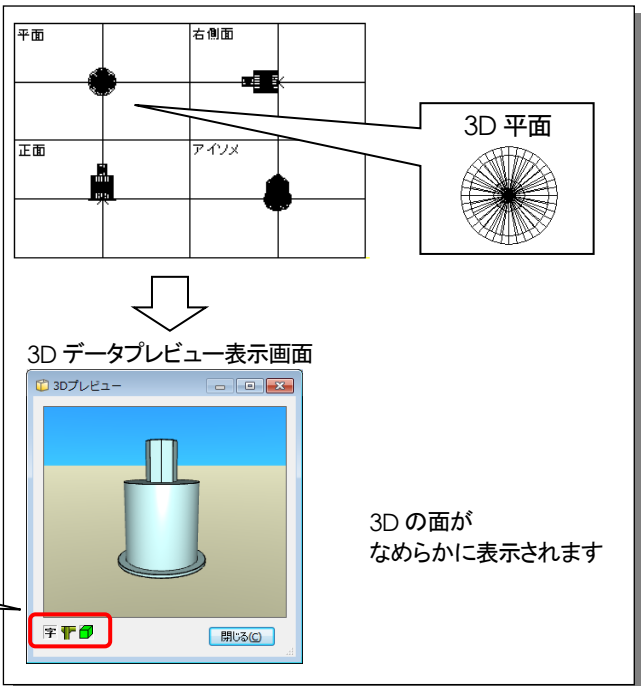 平面
右側面
正面
アイソメ
3D 平面
3D データプレビュー表示画面
3Dプレビュー
3D の面が
なめらかに表示されます
字
閉じる(C)